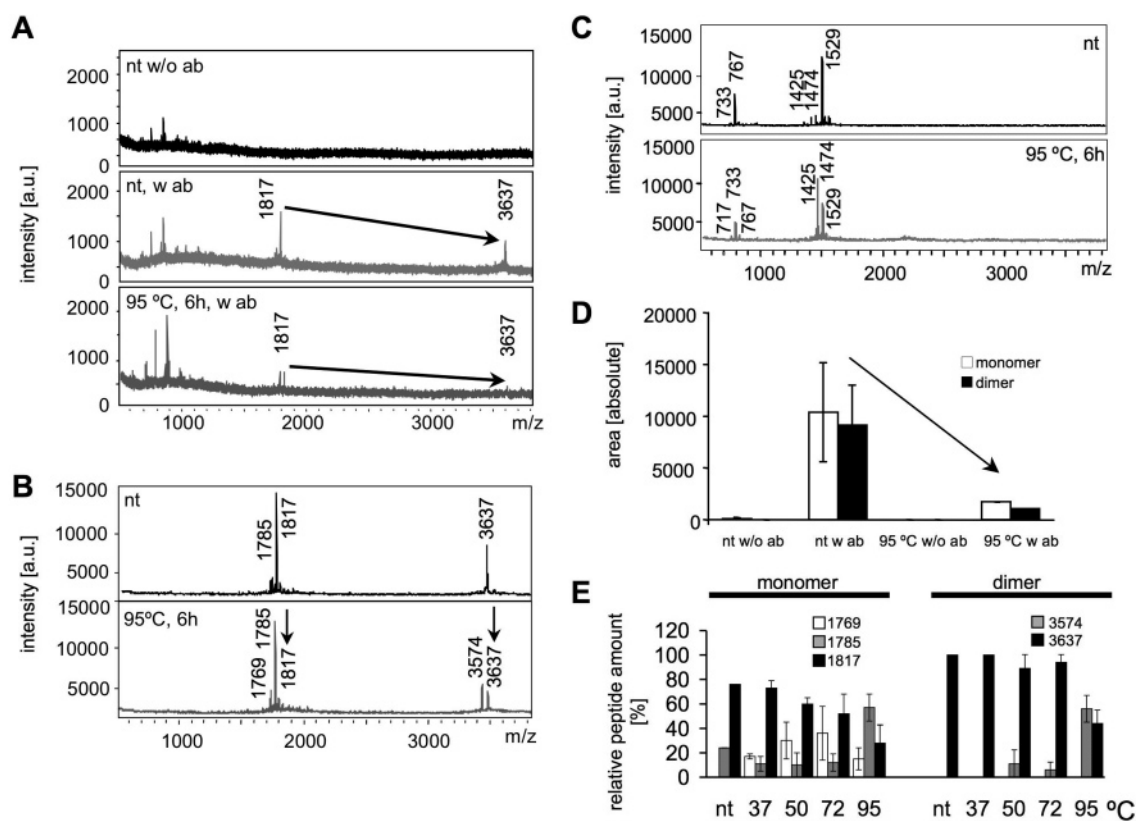 A
nt w/o ab
2000
1000
0
nt, w ab
1817
3637
2000
1000
0
95 ºC, 6h, w ab
1817
3637
2000
1000
0
intensity [a.u.]
1000 2000 3000 m/z
B
nt
15000
10000
5000
1785
1817
3637
95ºC, 6h
15000
10000
5000
1769
1785
1817
3574
3637
intensity [a.u.]
1000 2000 3000 m/z
C
nt
15000
10000
5000
733
767
1425
1474
1529
95 ºC, 6h
15000
10000
5000
717
733
767
1425
1474
1529
intensity [a.u.]
1000 2000 3000 m/z
D
20000
15000
10000
5000
0
area [absolute]
monomer
dimer
nt w/o ab nt w ab 95 ºC w/o ab 95 ºC w ab
E
monomer dimer
1769
1785
1817
3574
3637
120
100
80
60
40
20
0
relative peptide amount
[%]
nt 37 50 72 95 nt 37 50 72 95 ºC